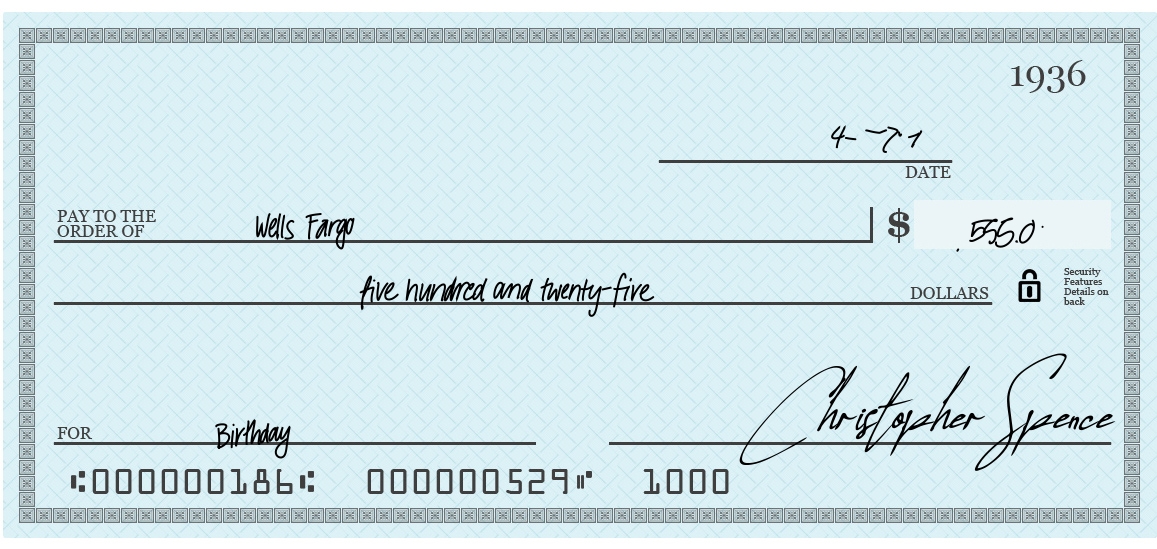 1936
4- -7 1
DATE
PAY TO THE
ORDER OF Wells Fargo $ 555.0
five hundred and twenty-five DOLLARS
Security
Features
Details on
back
Christopher Spence
FOR Birthday
⑆000000186⑆ 000000529⑈ 1000